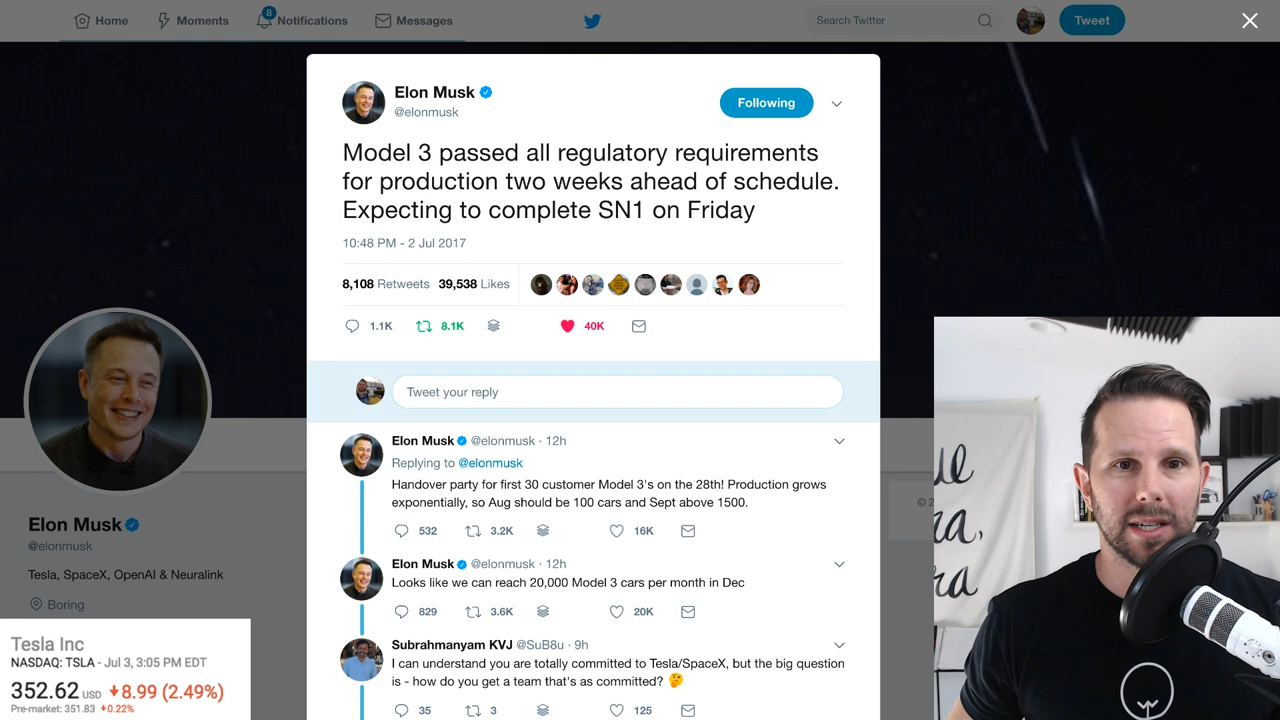 Home
Moments
8
Notifications
Messages
Search Twitter
Tweet
Elon Musk
@elonmusk
Following
Model 3 passed all regulatory requirements
for production two weeks ahead of schedule.
Expecting to complete SN1 on Friday
10:48 PM - 2 Jul 2017
8,108 Retweets 39,538 Likes
1.1K 8.1K 40K
Tweet your reply
Elon Musk @elonmusk · 12h
Replying to @elonmusk
Handover party for first 30 customer Model 3's on the 28th! Production grows
exponentially, so Aug should be 100 cars and Sept above 1500.
532 3.2K 16K
Elon Musk @elonmusk · 12h
Looks like we can reach 20,000 Model 3 cars per month in Dec
829 3.6K 20K
Subrahmanyam KVJ @SuB8u · 9h
I can understand you are totally committed to Tesla/SpaceX, but the big question
is - how do you get a team that's as committed? 🤔
35 3 125
Elon Musk
@elonmusk
Tesla, SpaceX, OpenAI & Neuralink
Boring
Tesla Inc
NASDAQ: TSLA - Jul 3, 3:05 PM EDT
352.62 USD 8.99 (2.49%)
Pre-market: 351.83 0.22%
© 2